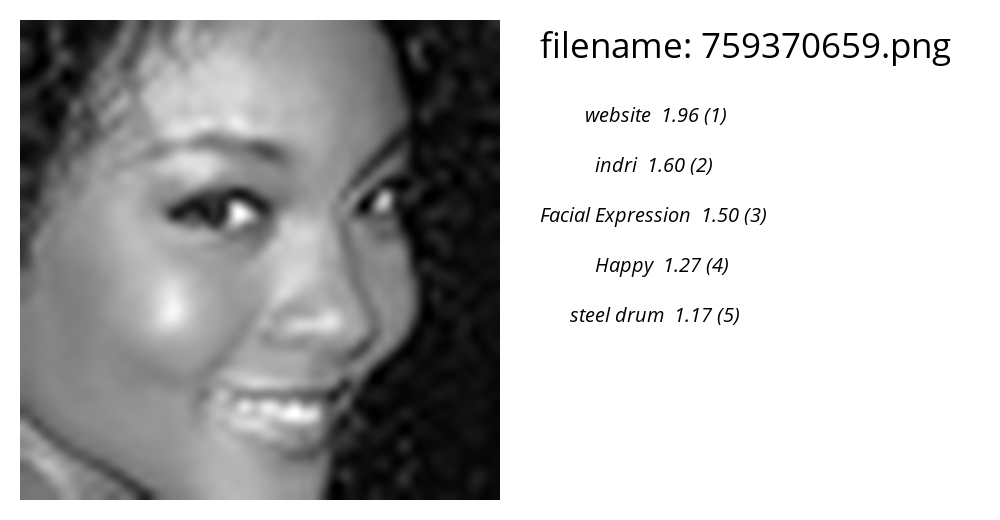 filename: 759370659.png
website 1.96 (1)
indri 1.60 (2)
Facial Expression 1.50 (3)
Happy 1.27 (4)
steel drum 1.17 (5)